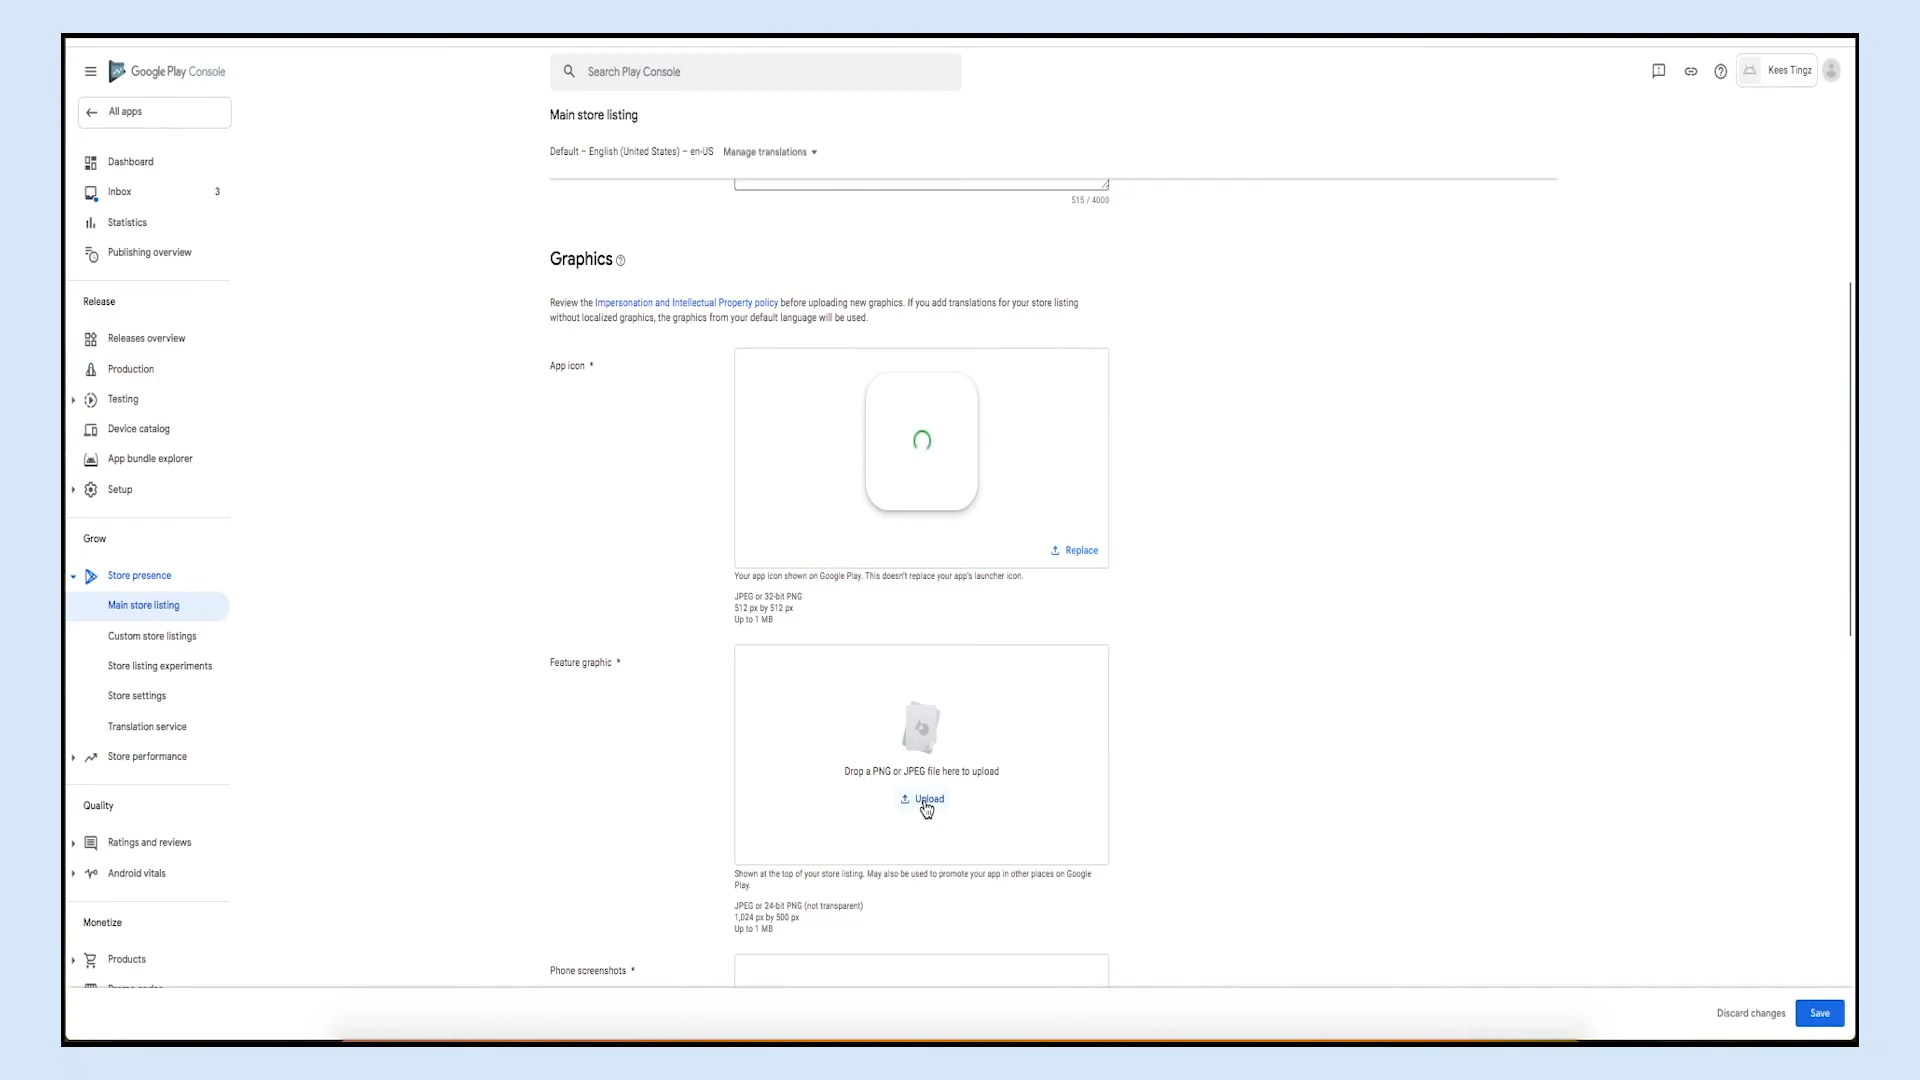 Google Play Console
Search Play Console
Kees Tingz
All apps
Main store listing
Default – English (United States) – en-US Manage translations
Dashboard
Inbox 3
Statistics
Publishing overview
Release
Releases overview
Production
Testing
Device catalog
App bundle explorer
Setup
Grow
Store presence
Main store listing
Custom store listings
Store listing experiments
Store settings
Translation service
Store performance
Quality
Ratings and reviews
Android vitals
Monetize
Products
515 / 4000
Graphics
Review the Impersonation and Intellectual Property policy before uploading new graphics. If you add translations for your store listing
without localized graphics, the graphics from your default language will be used.
App icon *
Replace
Your app icon shown on Google Play. This doesn't replace your app's launcher icon.
JPEG or 32-bit PNG
512 px by 512 px
Up to 1 MB
Feature graphic *
Drop a PNG or JPEG file here to upload
Upload
Shown at the top of your store listing. May also be used to promote your app in other places on Google
Play.
JPEG or 24-bit PNG (not transparent)
1,024 px by 500 px
Up to 1 MB
Phone screenshots *
Discard changes
Save